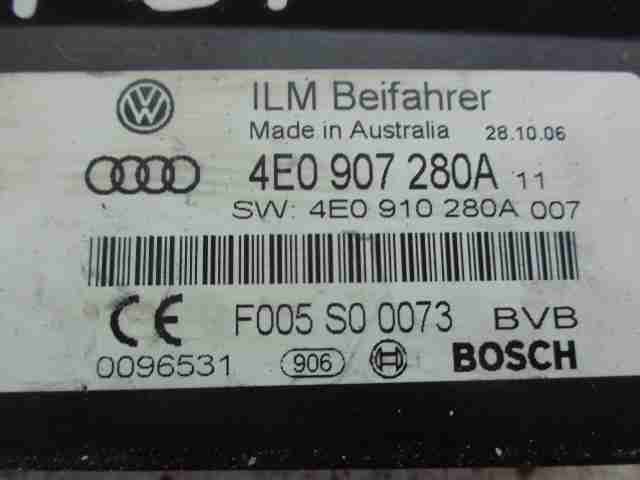 ILM Beifahrer
Made in Australia 28.10.06
4E0 907 280A 11
SW: 4E0 910 280A 007
CE F005 S0 0073 BVB
0096531 906 BOSCH